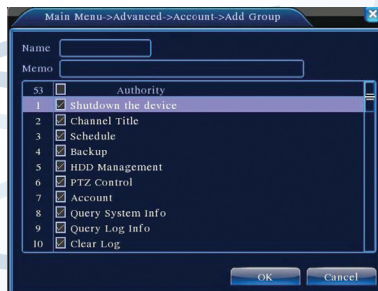 Main Menu->Advanced->Account->Add Group
Name
Memo
53 Authority
1 Shutdown the device
2 Channel Title
3 Schedule
4 Backup
5 HDD Management
6 PTZ Control
7 Account
8 Query System Info
9 Query Log Info
10 Clear Log
OK Cancel